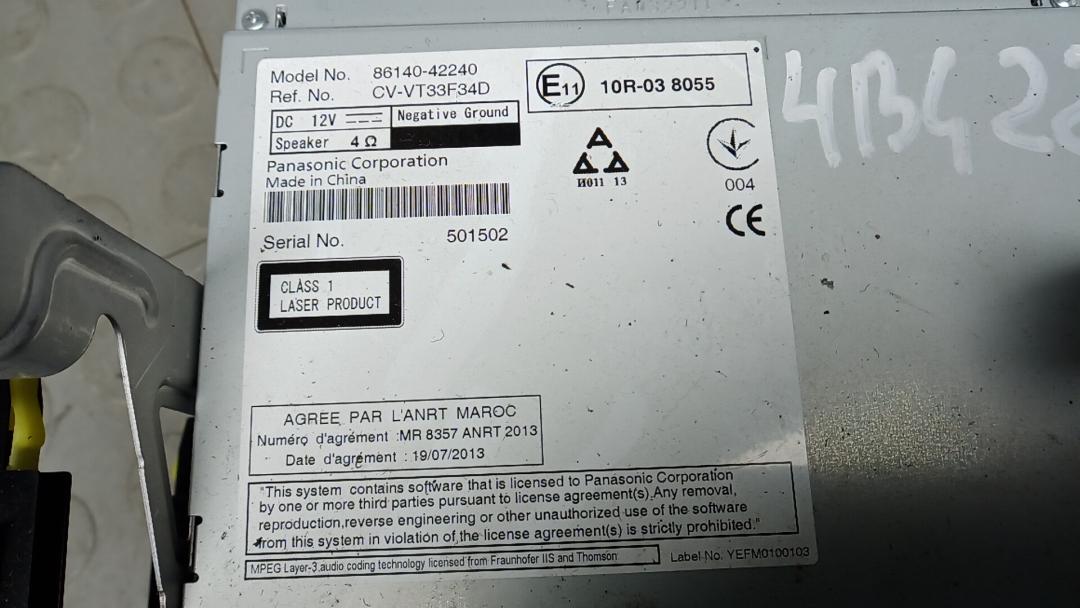 Model No. 86140-42240
Ref. No. CV-VT33F34D
DC 12V
Negative Ground
Speaker 4 Ω
Panasonic Corporation
Made in China
Serial No. 501502
CLASS 1
LASER PRODUCT
E11 10R-03 8055
И011 13
004
CE
AGREE PAR L'ANRT MAROC
Numéro d'agrément :MR 8357 ANRT 2013
Date d'agrément : 19/07/2013
"This system contains software that is licensed to Panasonic Corporation
by one or more third parties pursuant to license agreement(s).Any removal,
reproduction,reverse engineering or other unauthorized use of the software
from this system in violation of the license agreement(s) is strictly prohibited."
MPEG Layer-3 audio coding technology licensed from Fraunhofer IIS and Thomson
Label No. YEFM0100103